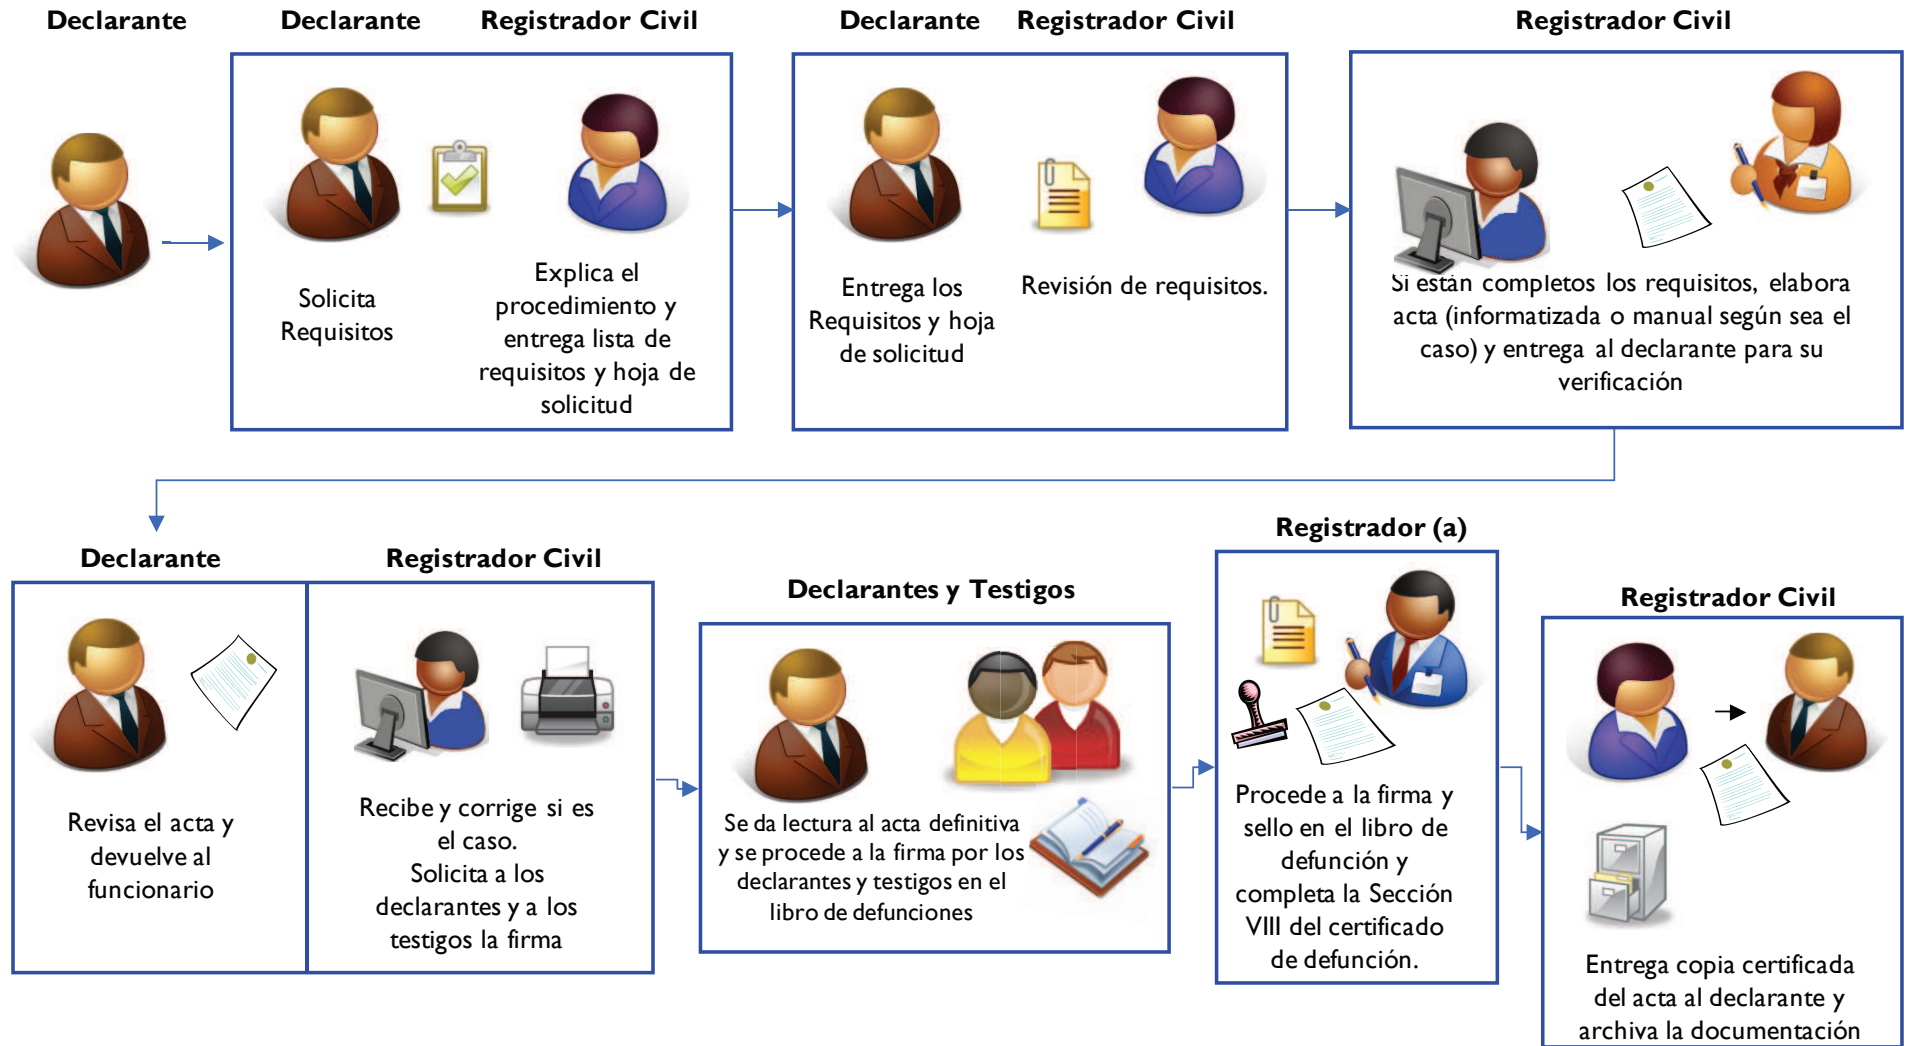 Declarante
Declarante
Registrador Civil
Declarante
Registrador Civil
Registrador Civil
Solicita
Requisitos
Explica el
procedimiento y
entrega lista de
requisitos y hoja de
solicitud
Entrega los
Requisitos y hoja
de solicitud
Revisión de requisitos.
Si están completos los requisitos, elabora
acta (informatizada o manual según sea el
caso) y entrega al declarante para su
verificación
Declarante
Revisa el acta y
devuelve al
funcionario
Registrador Civil
Recibe y corrige si es
el caso.
Solicita a los
declarantes y a los
testigos la firma
Declarantes y Testigos
Se da lectura al acta definitiva
y se procede a la firma por los
declarantes y testigos en el
libro de defunciones
Registrador (a)
Procede a la firma y
sello en el libro de
defunción y
completa la Sección
VIII del certificado
de defunción.
Registrador Civil
Entrega copia certificada
del acta al declarante y
archiva la documentación